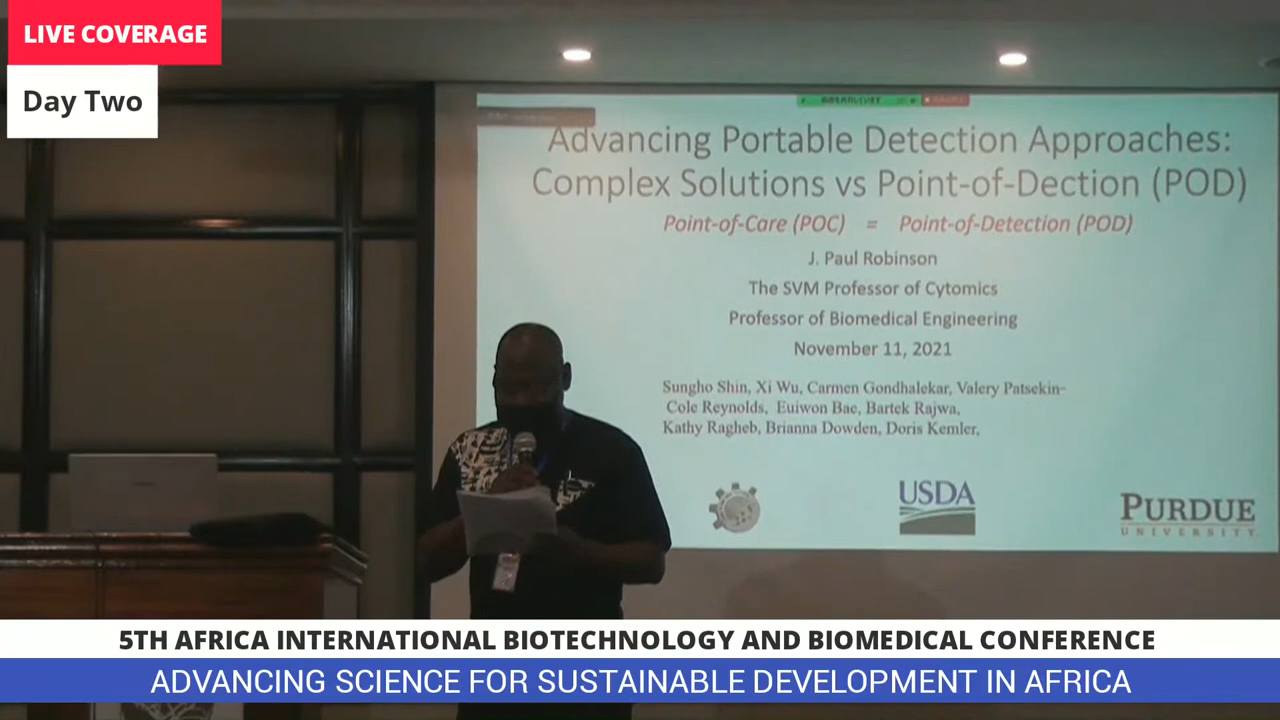 LIVE COVERAGE
Day Two
Advancing Portable Detection Approaches:
Complex Solutions vs Point-of-Dection (POD)
Point-of-Care (POC) = Point-of-Detection (POD)
J. Paul Robinson
The SVM Professor of Cytomics
Professor of Biomedical Engineering
November 11, 2021
Sungho Shin, Xi Wu, Carmen Gondhalekar, Valery Patsekin-
Cole Reynolds, Euiwon Bae, Bartek Rajwa,
Kathy Ragheb, Brianna Dowden, Doris Kemler,
USDA
PURDUE
UNIVERSITY
5TH AFRICA INTERNATIONAL BIOTECHNOLOGY AND BIOMEDICAL CONFERENCE
ADVANCING SCIENCE FOR SUSTAINABLE DEVELOPMENT IN AFRICA